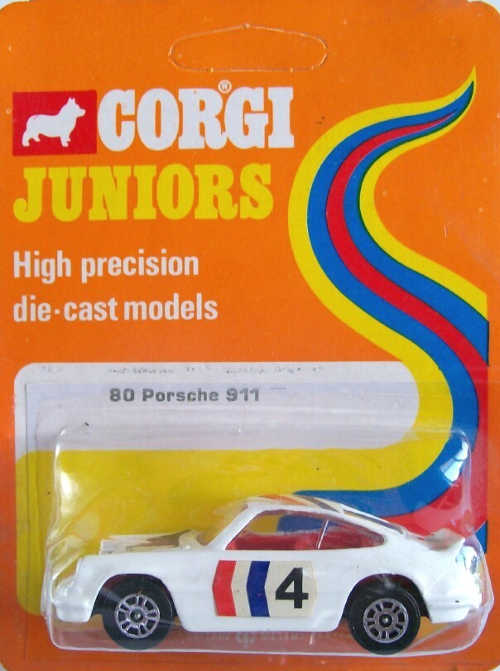 CORGI
JUNIORS
High precision
die-cast models
80 Porsche 911
4